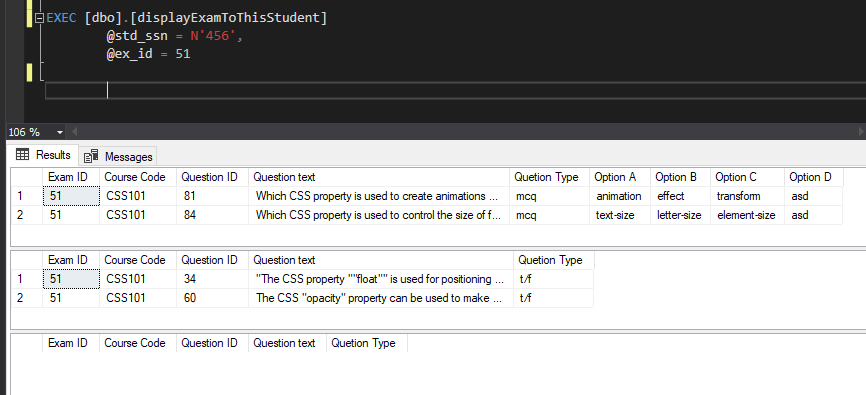 EXEC [dbo].[displayExamToThisStudent]
@std_ssn = N'456',
@ex_id = 51
106 %
Results Messages
Exam ID Course Code Question ID Question text Quetion Type Option A Option B Option C Option D
1 51 CSS101 81 Which CSS property is used to create animations ... mcq animation effect transform asd
2 51 CSS101 84 Which CSS property is used to control the size of f... mcq text-size letter-size element-size asd
Exam ID Course Code Question ID Question text Quetion Type
1 51 CSS101 34 "The CSS property ""float"" is used for positioning ... t/f
2 51 CSS101 60 The CSS "opacity" property can be used to make ... t/f
Exam ID Course Code Question ID Question text Quetion Type